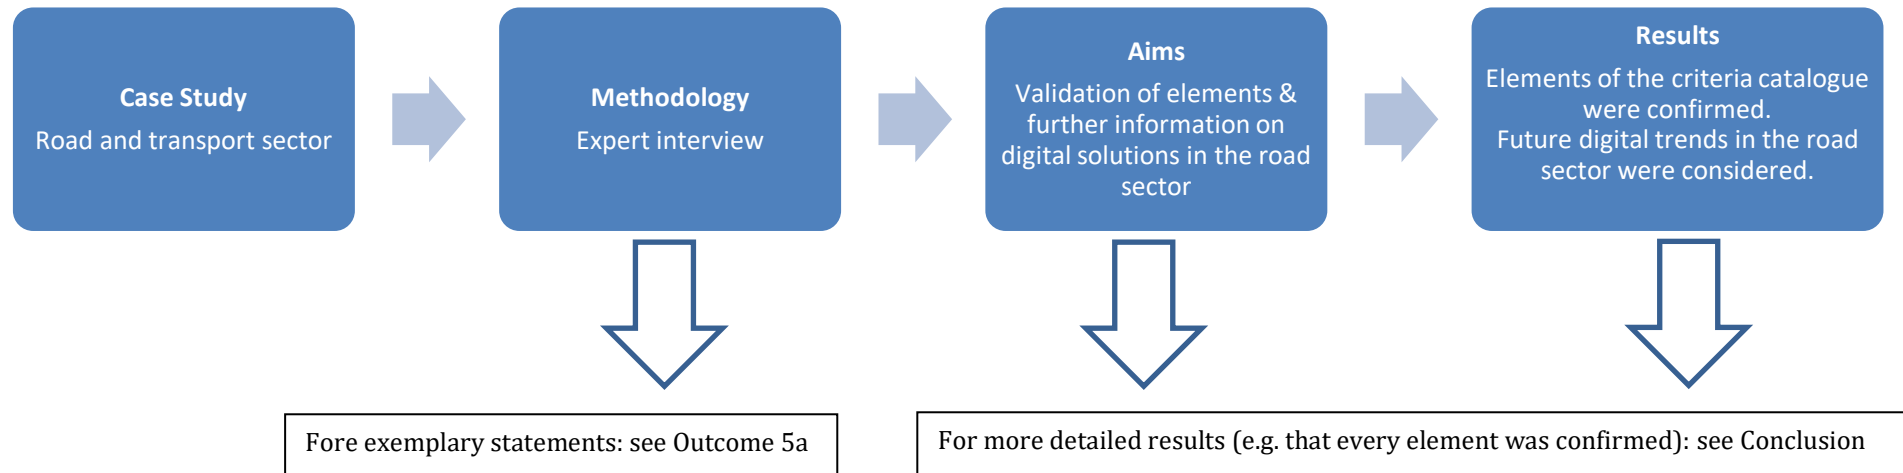 Case Study
Road and transport sector
Methodology
Expert interview
Aims
Validation of elements &
further information on
digital solutions in the road
sector
Results
Elements of the criteria catalogue
were confirmed.
Future digital trends in the road
sector were considered.
Fore exemplary statements: see Outcome 5a
For more detailed results (e.g. that every element was confirmed): see Conclusion